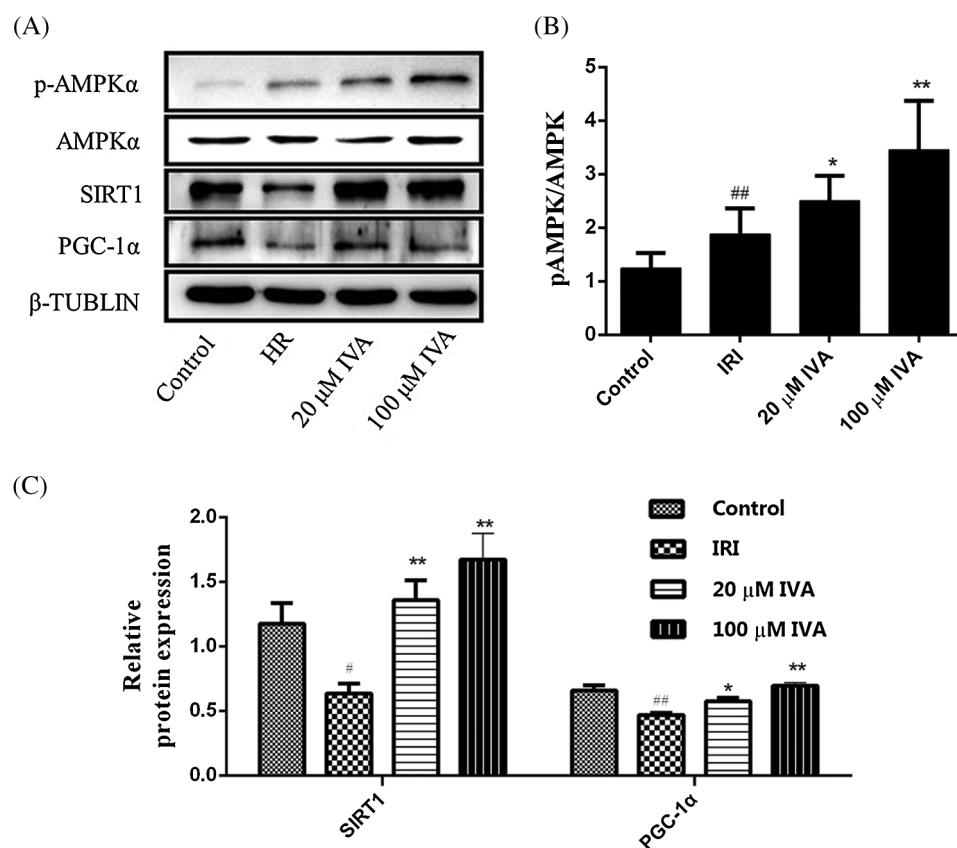 (A)
p-AMPKα
AMPKα
SIRT1
PGC-1α
β-TUBLIN
Control
HR
20 μM IVA
100 μM IVA
(B)
pAMPK/AMPK
5
4
3
2
1
0
##
*
**
Control
IRI
20 μM IVA
100 μM IVA
(C)
Relative
protein expression
2.0
1.5
1.0
0.5
0.0
#
**
**
##
*
**
SIRT1
PGC-1α
Control
IRI
20 μM IVA
100 μM IVA